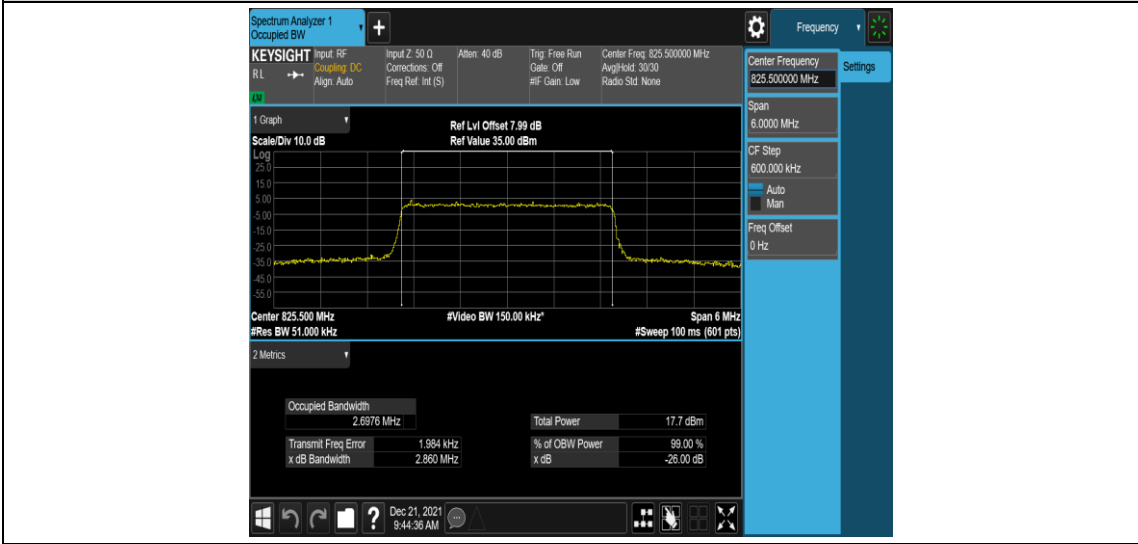 Spectrum Analyzer 1
Occupied BW
+
Frequency
KEYSIGHT
RL
Input: RF
Coupling: DC
Align: Auto
Input Z: 50 Ω
Corrections: Off
Freq Ref: Int (S)
Atten: 40 dB
Trig: Free Run
Gate: Off
#IF Gain: Low
Center Freq: 825.500000 MHz
Avg|Hold: 30/30
Radio Std: None
Center Frequency
825.500000 MHz
Settings
Span
6.0000 MHz
CF Step
600.000 kHz
Auto
Man
Freq Offset
0 Hz
1 Graph
Scale/Div 10.0 dB
Ref Lvl Offset 7.99 dB
Ref Value 35.00 dBm
Log
25.0
15.0
5.00
-5.00
-15.0
-25.0
-35.0
-45.0
-55.0
Center 825.500 MHz
#Video BW 150.00 kHz*
Span 6 MHz
#Res BW 51.000 kHz
#Sweep 100 ms (601 pts)
2 Metrics
Occupied Bandwidth
2.6976 MHz
Total Power 17.7 dBm
Transmit Freq Error 1.984 kHz
% of OBW Power 99.00 %
x dB Bandwidth 2.860 MHz
x dB -26.00 dB
?
Dec 21, 2021
9:44:36 AM